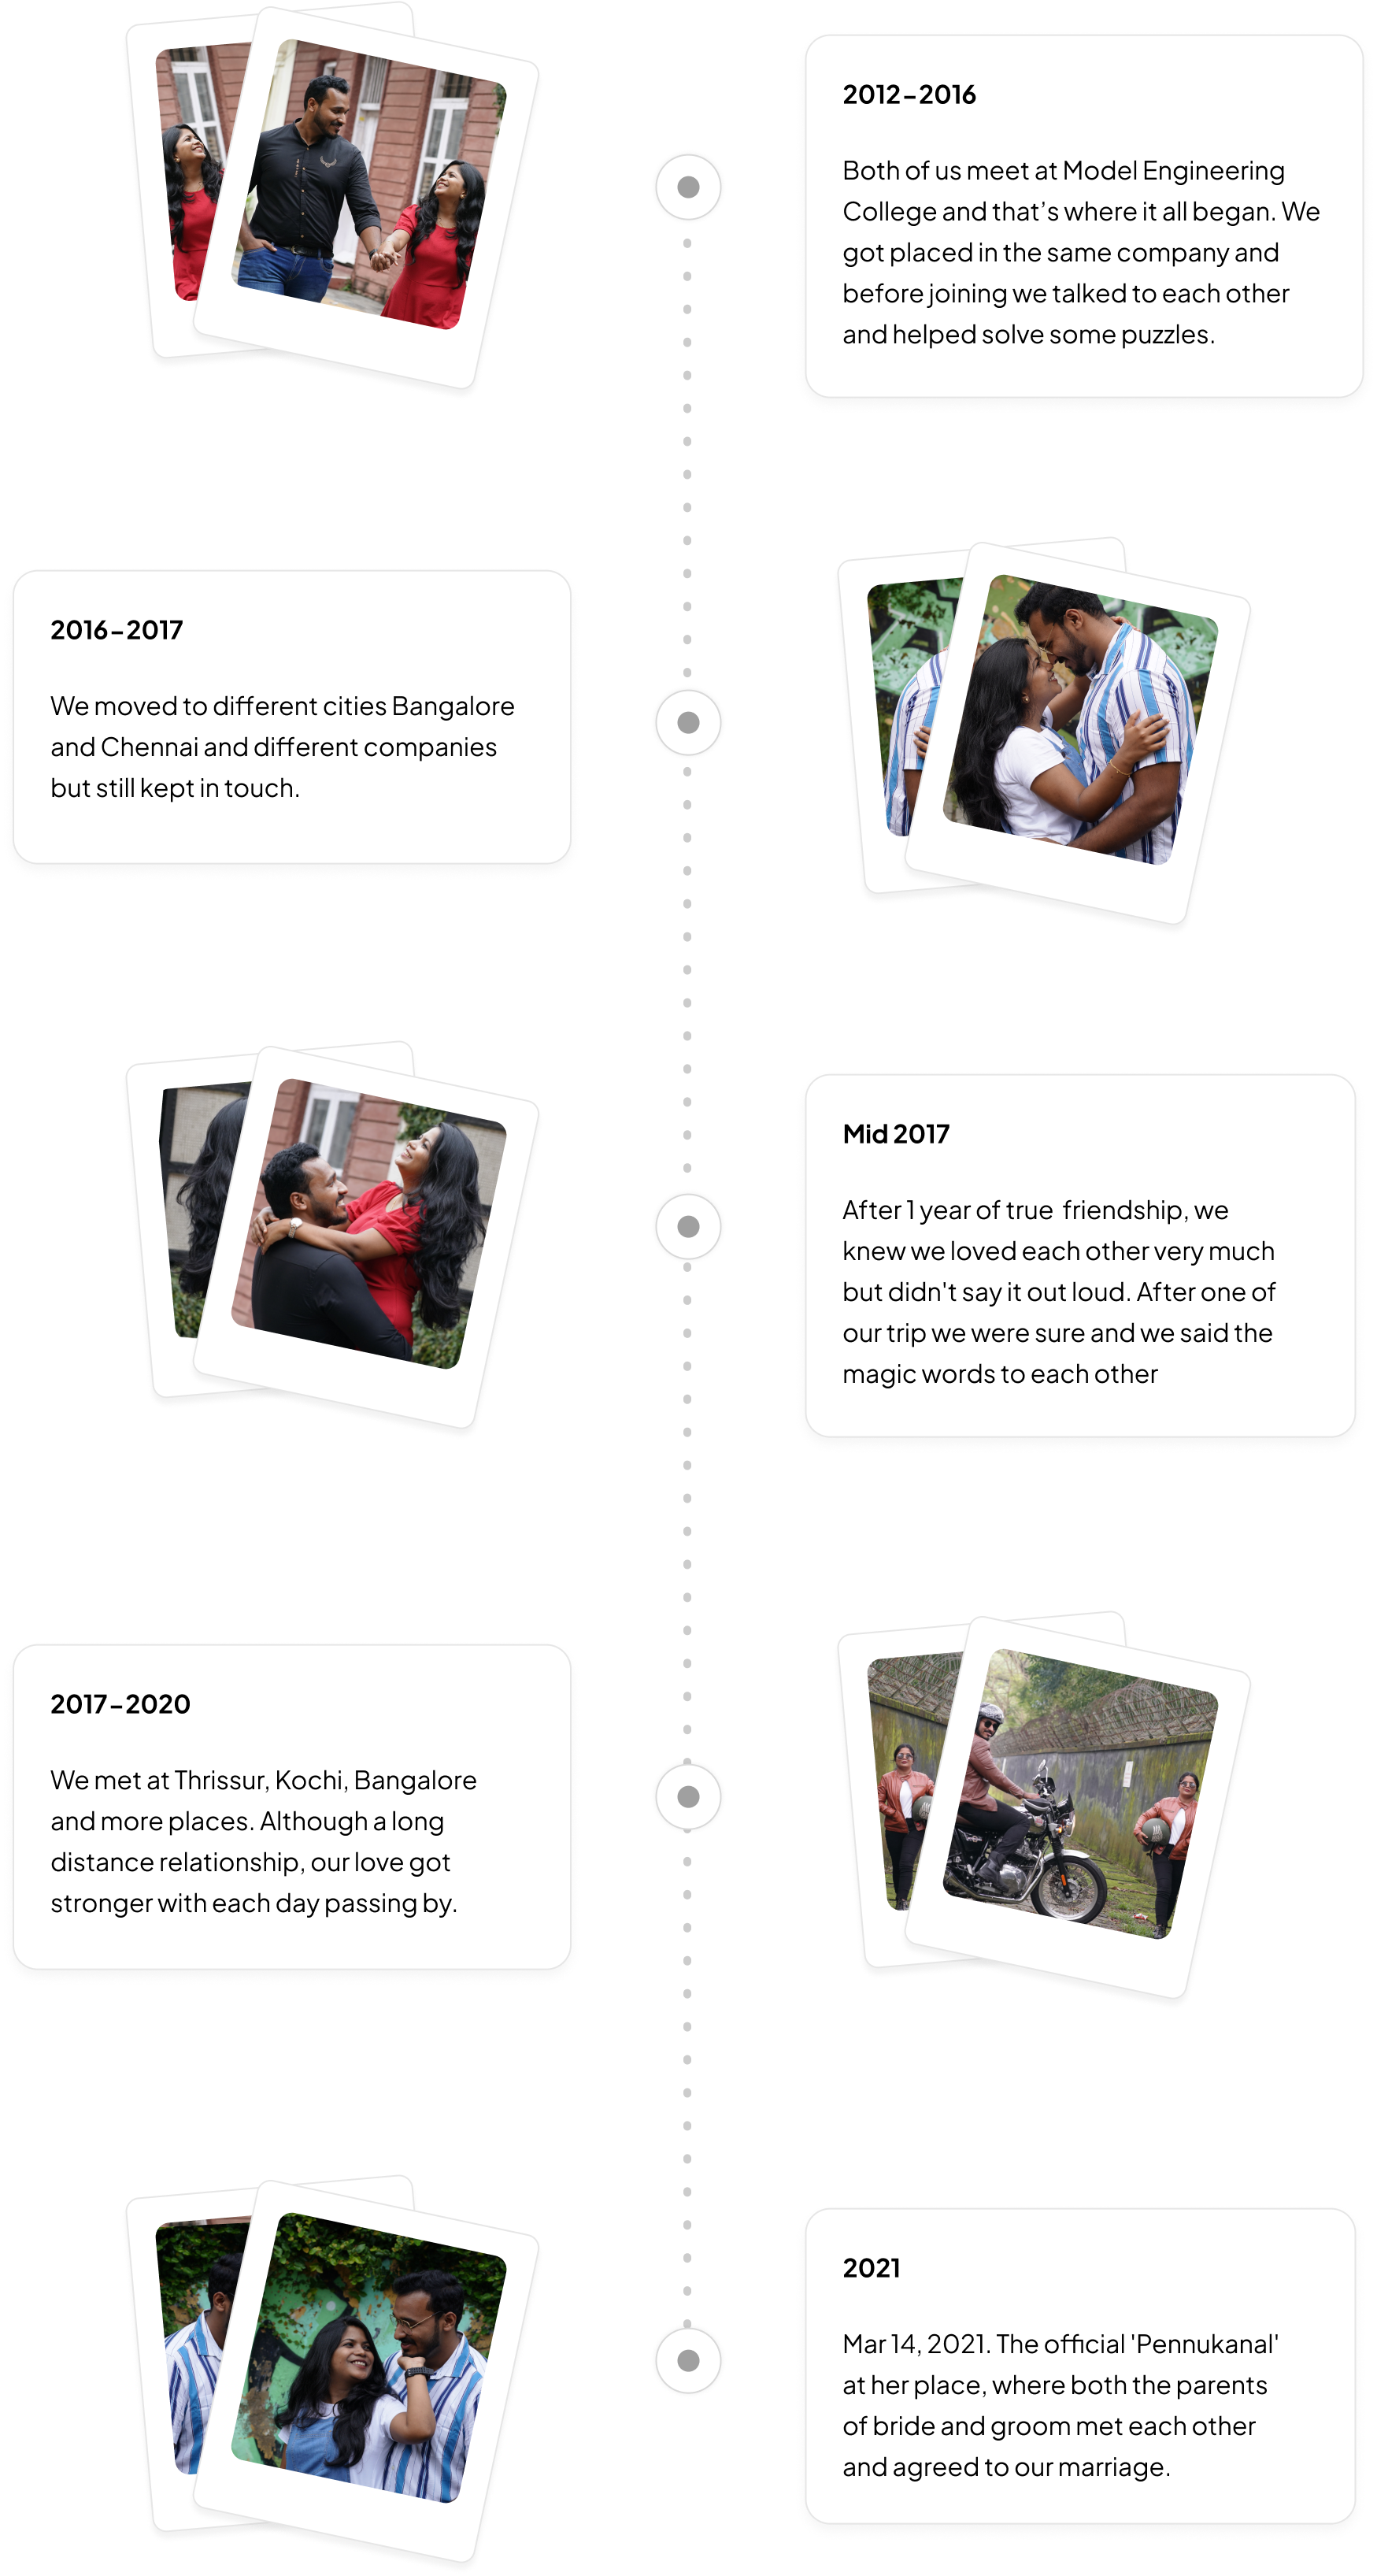 2012-2016
Both of us meet at Model Engineering
College and that’s where it all began. We
got placed in the same company and
before joining we talked to each other
and helped solve some puzzles.
2016-2017
We moved to different cities Bangalore
and Chennai and different companies
but still kept in touch.
Mid 2017
After 1 year of true  friendship, we
knew we loved each other very much
but didn't say it out loud. After one of
our trip we were sure and we said the
magic words to each other
2017-2020
We met at Thrissur, Kochi, Bangalore
and more places. Although a long
distance relationship, our love got
stronger with each day passing by.
2021
Mar 14, 2021. The official 'Pennukanal'
at her place, where both the parents
of bride and groom met each other
and agreed to our marriage.